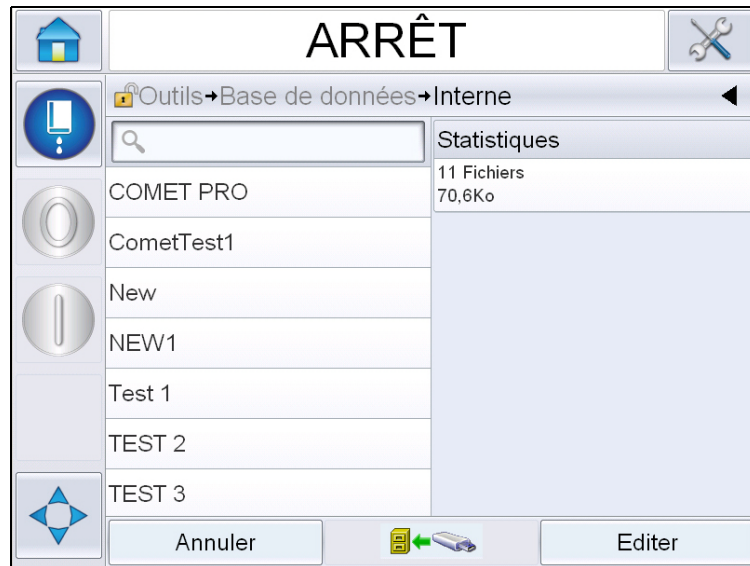 ARRÊT
Outils→Base de données→Interne
Statistiques
11 Fichiers
70,6Ko
COMET PRO
CometTest1
New
NEW1
Test 1
TEST 2
TEST 3
Annuler
Editer